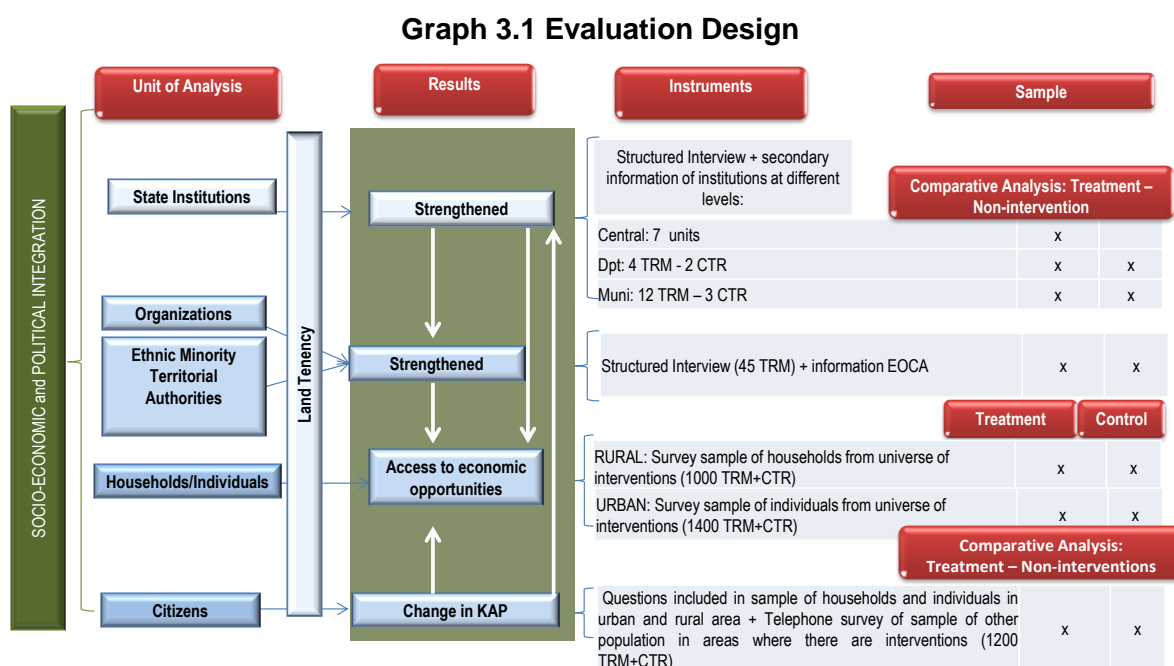 Graph 3.1 Evaluation Design
Unit of Analysis
Results
Instruments
Sample
SOCIO-ECONOMIC and POLITICAL INTEGRATION
Land Tenency
State Institutions
Strengthened
Structured Interview + secondary
information of institutions at different
levels:
Comparative Analysis: Treatment –
Non-intervention
Central: 7 units
x
Dpt: 4 TRM - 2 CTR
x
x
Muni: 12 TRM – 3 CTR
x
x
Organizations
Ethnic Minority
Territorial
Authorities
Strengthened
Structured Interview (45 TRM) + information EOCA
x
x
Treatment
Control
Households/Individuals
Access to economic
opportunities
RURAL: Survey sample of households from universe of
interventions (1000 TRM+CTR)
x
x
URBAN: Survey sample of individuals from universe of
interventions (1400 TRM+CTR)
x
x
Comparative Analysis:
Treatment – Non-interventions
Citizens
Change in KAP
Questions included in sample of households and individuals in
urban and rural area + Telephone survey of sample of other
population in areas where there are interventions (1200
TRM+CTR)
x
x